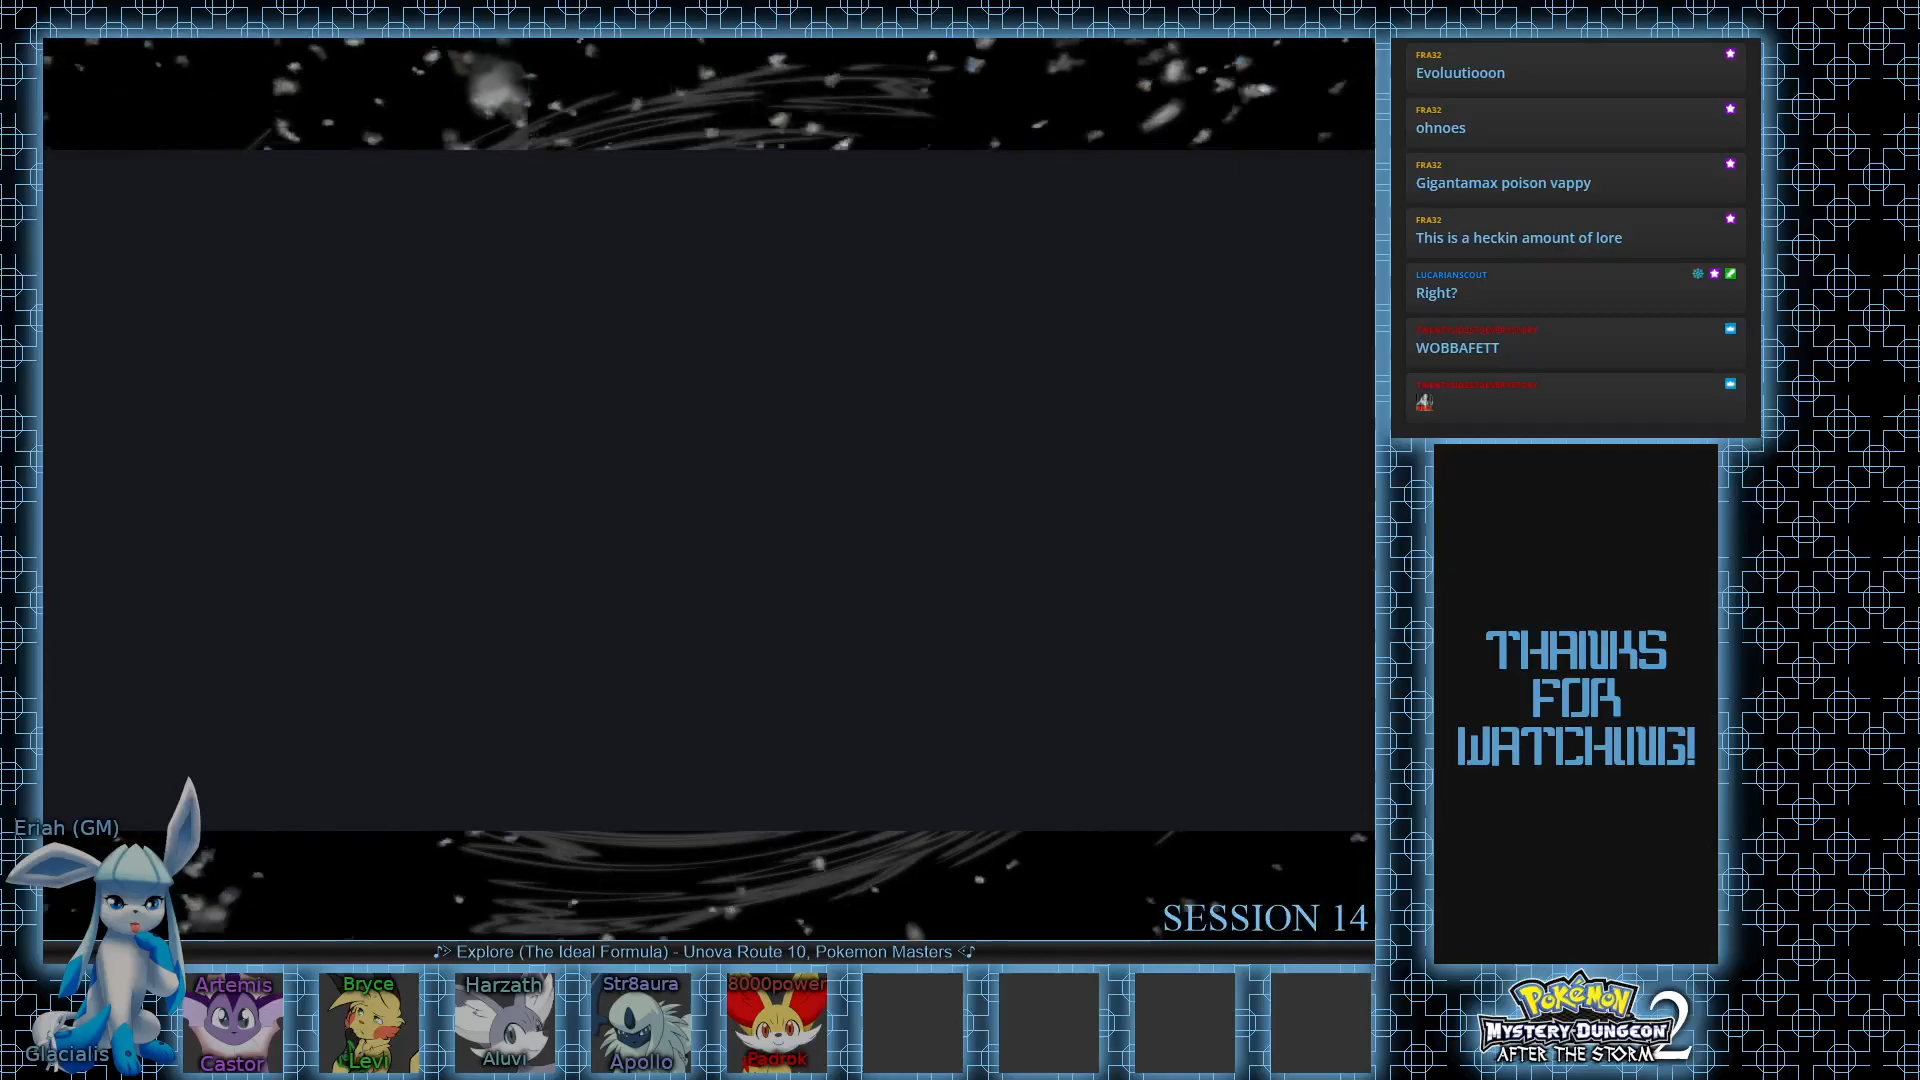 FRA32
Evoluutiooon
FRA32
ohnoes
FRA32
Gigantamax poison vappy
FRA32
This is a heckin amount of lore
LUCARIANSCOUT
Right?
WOBBAFETT
THANKS
FOR
WATCHING!
Eriah (GM)
SESSION 14
Explore (The Ideal Formula) - Unova Route 10, Pokemon Masters
Artemis
Bryce
Harzath
Str8aura
8000power
Glacialis
Castor
Levi
Aluvi
Apollo
Padrok
POKéMON
MYSTERY DUNGEON 2
AFTER THE STORM